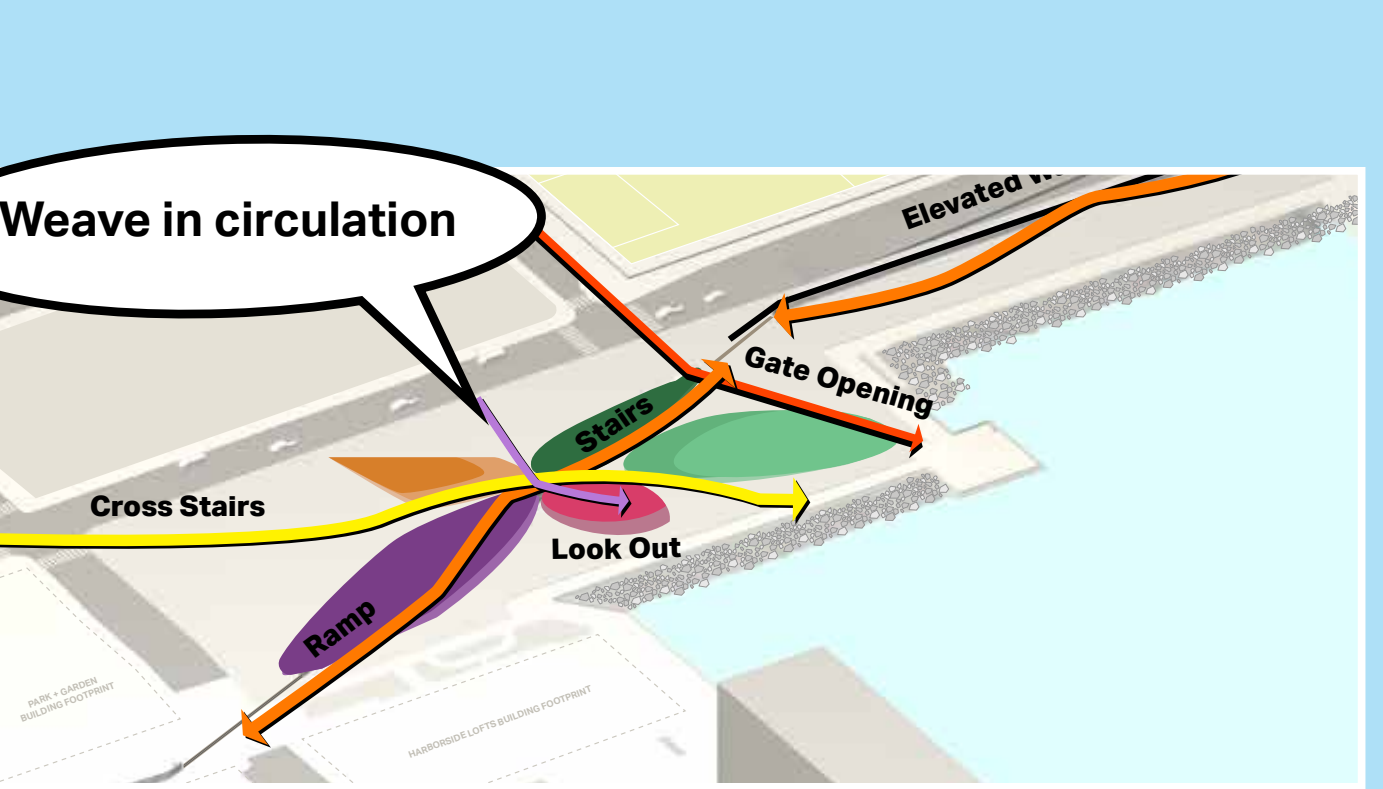 Weave in circulation
Elevated
Gate Opening
Stairs
Cross Stairs
Look Out
Ramp
PARK + GARDEN
BUILDING FOOTPRINT
HARBORSIDE LOFTS BUILDING FOOTPRINT